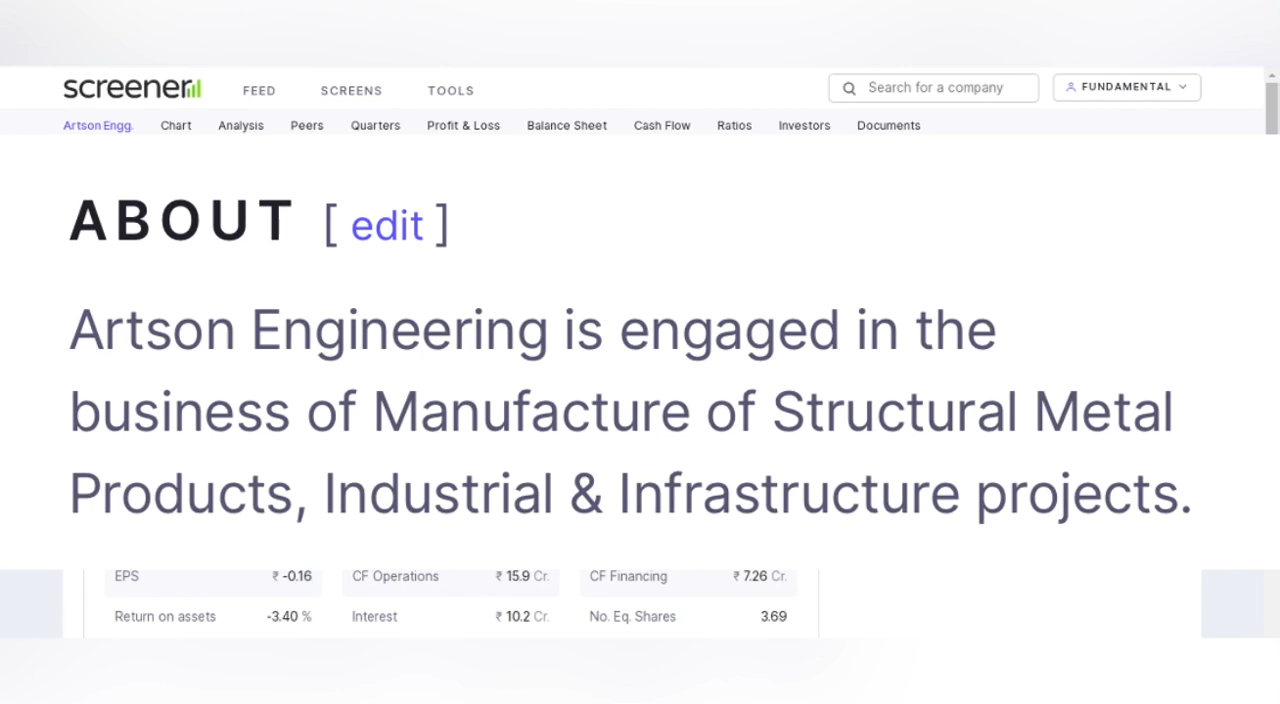 screener FEED SCREENS TOOLS Search for a company FUNDAMENTAL
Artson Engg. Chart Analysis Peers Quarters Profit & Loss Balance Sheet Cash Flow Ratios Investors Documents
ABOUT [ edit ]
Artson Engineering is engaged in the
business of Manufacture of Structural Metal
Products, Industrial & Infrastructure projects.
EPS ₹ -0.16 CF Operations ₹ 15.9 Cr. CF Financing ₹ 7.26 Cr.
Return on assets -3.40 % Interest ₹ 10.2 Cr. No. Eq. Shares 3.69